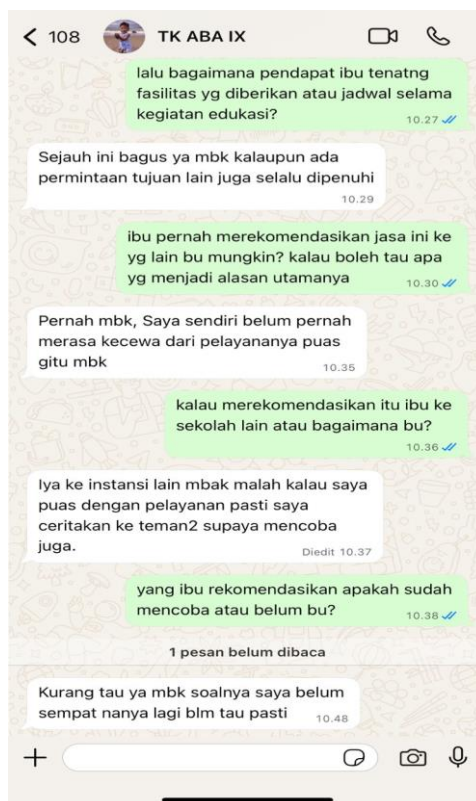 108 TK ABA IX
lalu bagaimana pendapat ibu tenatng
fasilitas yg diberikan atau jadwal selama
kegiatan edukasi?
10.27
Sejauh ini bagus ya mbk kalaupun ada
permintaan tujuan lain juga selalu dipenuhi
10.29
ibu pernah merekomendasikan jasa ini ke
yg lain bu mungkin? kalau boleh tau apa
yg menjadi alasan utamanya
10.30
Pernah mbk, Saya sendiri belum pernah
merasa kecewa dari pelayananya puas
gitu mbk
10.35
kalau merekomendasikan itu ibu ke
sekolah lain atau bagaimana bu?
10.36
Iya ke instansi lain mbak malah kalau saya
puas dengan pelayanan pasti saya
ceritakan ke teman2 supaya mencoba
juga.
Diedit 10.37
yang ibu rekomendasikan apakah sudah
mencoba atau belum bu?
10.38
1 pesan belum dibaca
Kurang tau ya mbk soalnya saya belum
sempat nanya lagi blm tau pasti
10.48